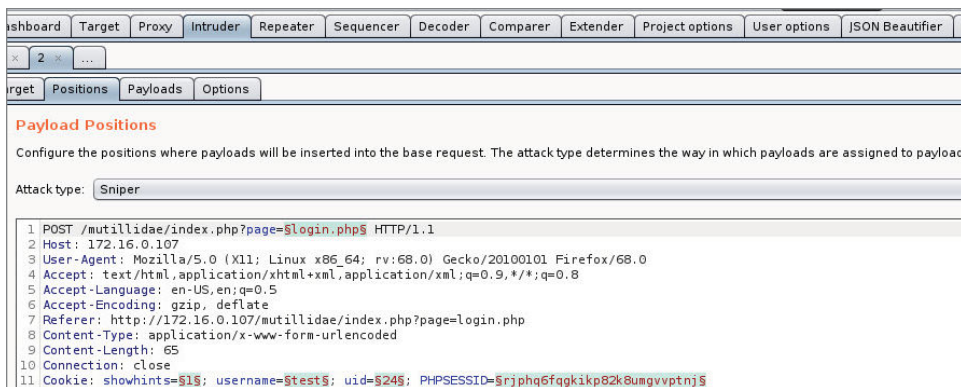 ashboard Target Proxy Intruder Repeater Sequencer Decoder Comparer Extender Project options User options JSON Beautifier
× 2 × ...
rget Positions Payloads Options
Payload Positions
Configure the positions where payloads will be inserted into the base request. The attack type determines the way in which payloads are assigned to payload
Attack type: Sniper
1 POST /mutillidae/index.php?page=§login.php§ HTTP/1.1
2 Host: 172.16.0.107
3 User-Agent: Mozilla/5.0 (X11; Linux x86_64; rv:68.0) Gecko/20100101 Firefox/68.0
4 Accept: text/html,application/xhtml+xml,application/xml;q=0.9,*/*;q=0.8
5 Accept-Language: en-US,en;q=0.5
6 Accept-Encoding: gzip, deflate
7 Referer: http://172.16.0.107/mutillidae/index.php?page=login.php
8 Content-Type: application/x-www-form-urlencoded
9 Content-Length: 65
10 Connection: close
11 Cookie: showhints=§1§; username=§test§; uid=§24§; PHPSESSID=§rjphq6fqgkikp82k8umgvvptnj§